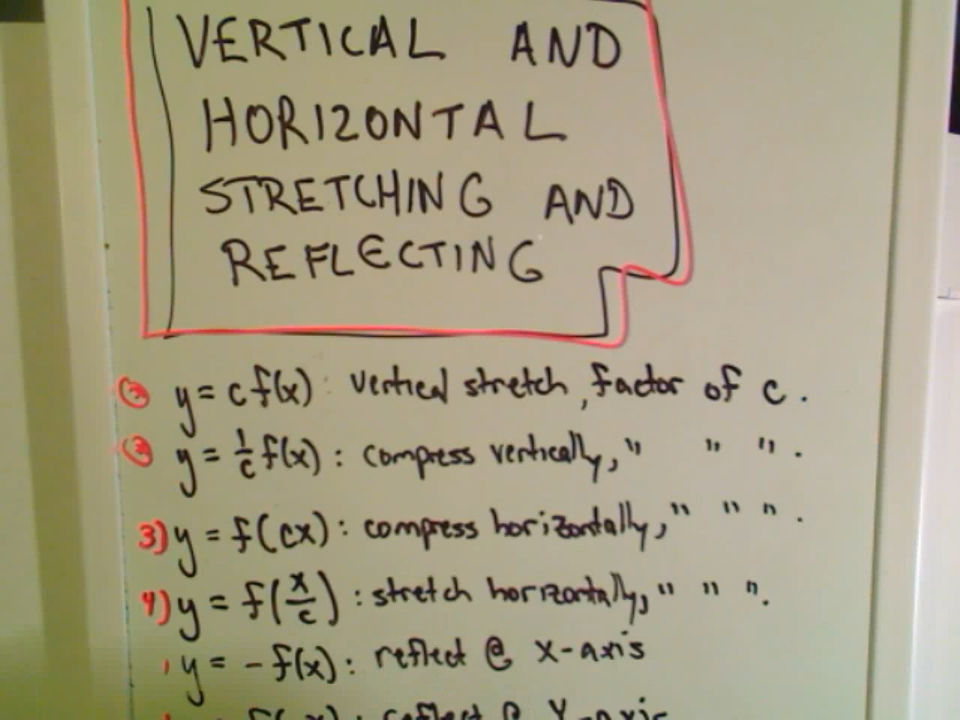 VERTICAL AND
HORIZONTAL
STRETCHING AND
REFLECTING
y = c f(x) : vertical stretch, factor of c.
y = 1/c f(x) : compress vertically, " " ".
3) y = f(cx) : compress horizontally, " " ".
4) y = f(x/c) : stretch horizontally, " " ".
y = -f(x) : reflect @ x-axis